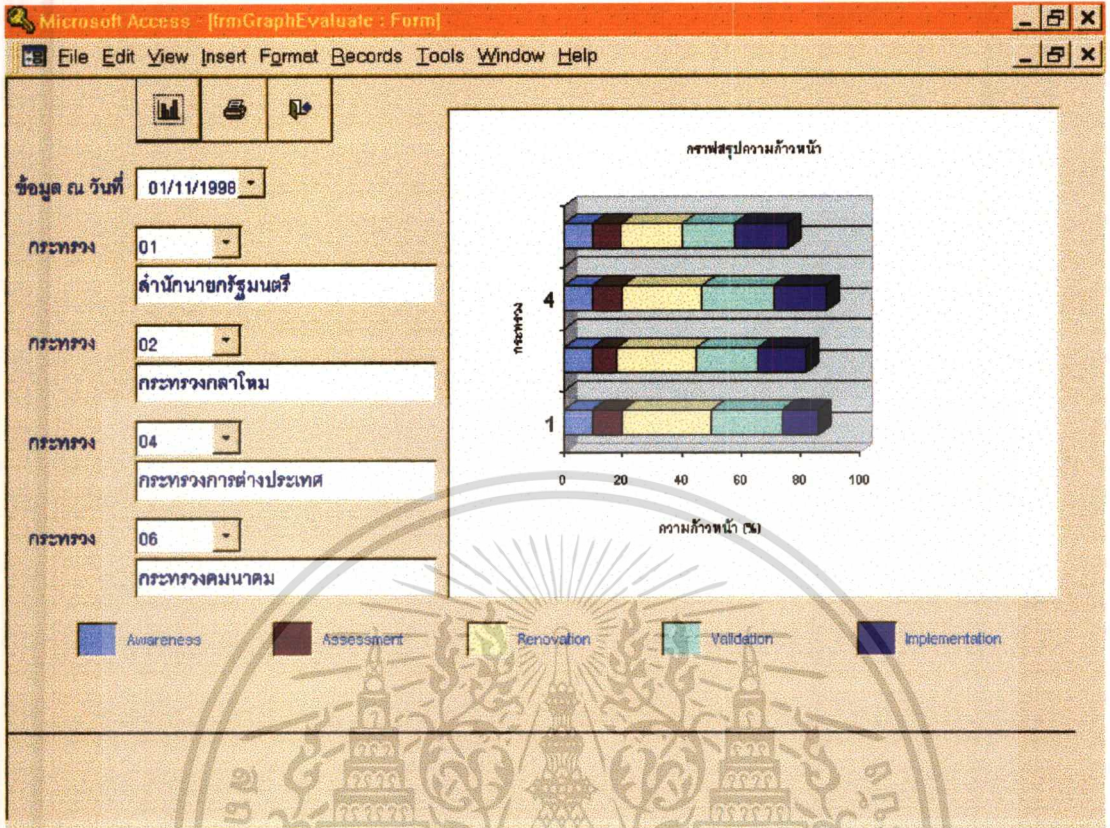 Microsoft Access - [frmGraphEvaluate : Form]
File Edit View Insert Format Records Tools Window Help
ข้อมูล ณ วันที่ 01/11/1998
กระทรวง 01
สำนักนายกรัฐมนตรี
กระทรวง 02
กระทรวงกลาโหม
กระทรวง 04
กระทรวงการต่างประเทศ
กระทรวง 06
กระทรวงคมนาคม
กราฟสรุปความก้าวหน้า
กระทรวง
4
1
0 20 40 60 80 100
ความก้าวหน้า (%)
Awareness Assessment Renovation Validation Implementation